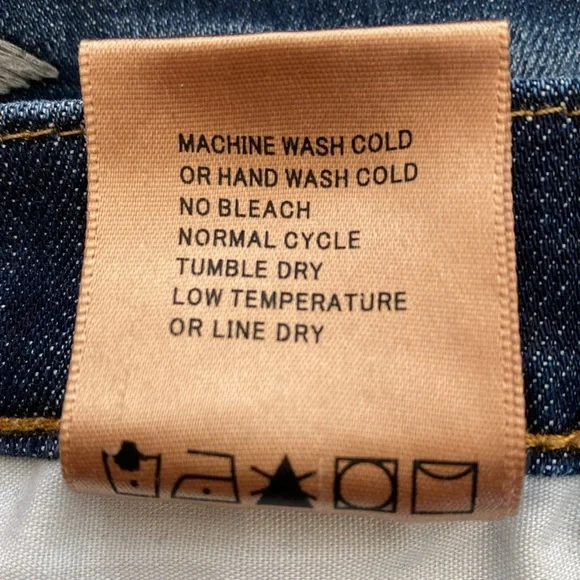 MACHINE WASH COLD
OR HAND WASH COLD
NO BLEACH
NORMAL CYCLE
TUMBLE DRY
LOW TEMPERATURE
OR LINE DRY